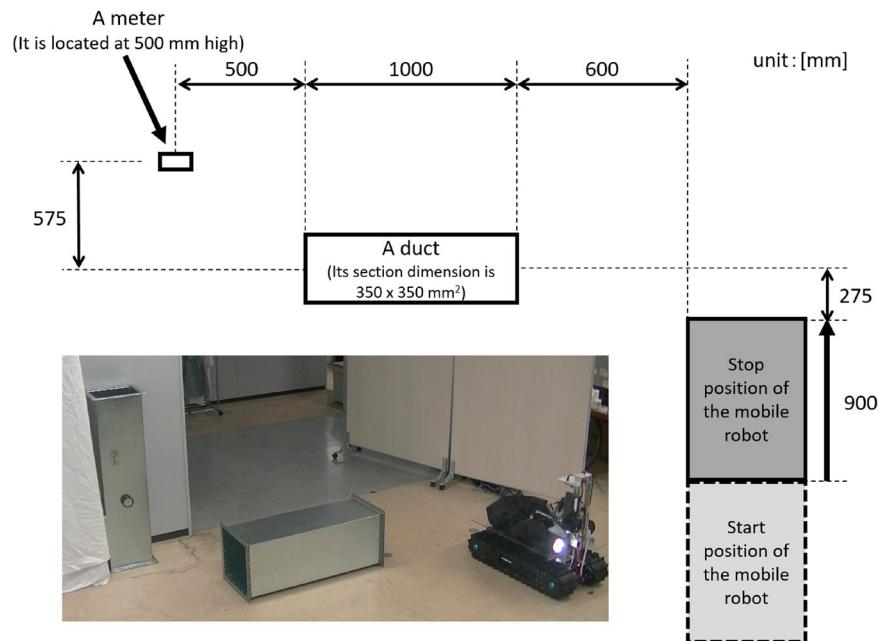 A meter
(It is located at 500 mm high)
500
1000
600
unit : [mm]
575
A duct
(Its section dimension is
350 x 350 mm²)
275
Stop
position of
the mobile
robot
900
Start
position of
the mobile
robot